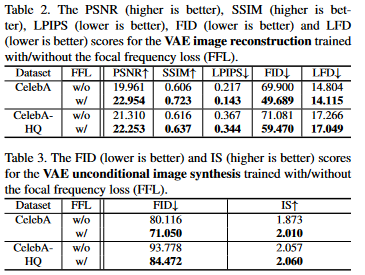 Table 2. The PSNR (higher is better), SSIM (higher is bet-
ter), LPIPS (lower is better), FID (lower is better) and LFD
(lower is better) scores for the VAE image reconstruction trained
with/without the focal frequency loss (FFL).
Dataset FFL PSNR↑ SSIM↑ LPIPS↓ FID↓ LFD↓
CelebA w/o 19.961 0.606 0.217 69.900 14.804
w/ 22.954 0.723 0.143 49.689 14.115
CelebA- w/o 21.310 0.616 0.367 71.081 17.266
HQ w/ 22.253 0.637 0.344 59.470 17.049
Table 3. The FID (lower is better) and IS (higher is better) scores
for the VAE unconditional image synthesis trained with/without
the focal frequency loss (FFL).
Dataset FFL FID↓ IS↑
CelebA w/o 80.116 1.873
w/ 71.050 2.010
CelebA- w/o 93.778 2.057
HQ w/ 84.472 2.060